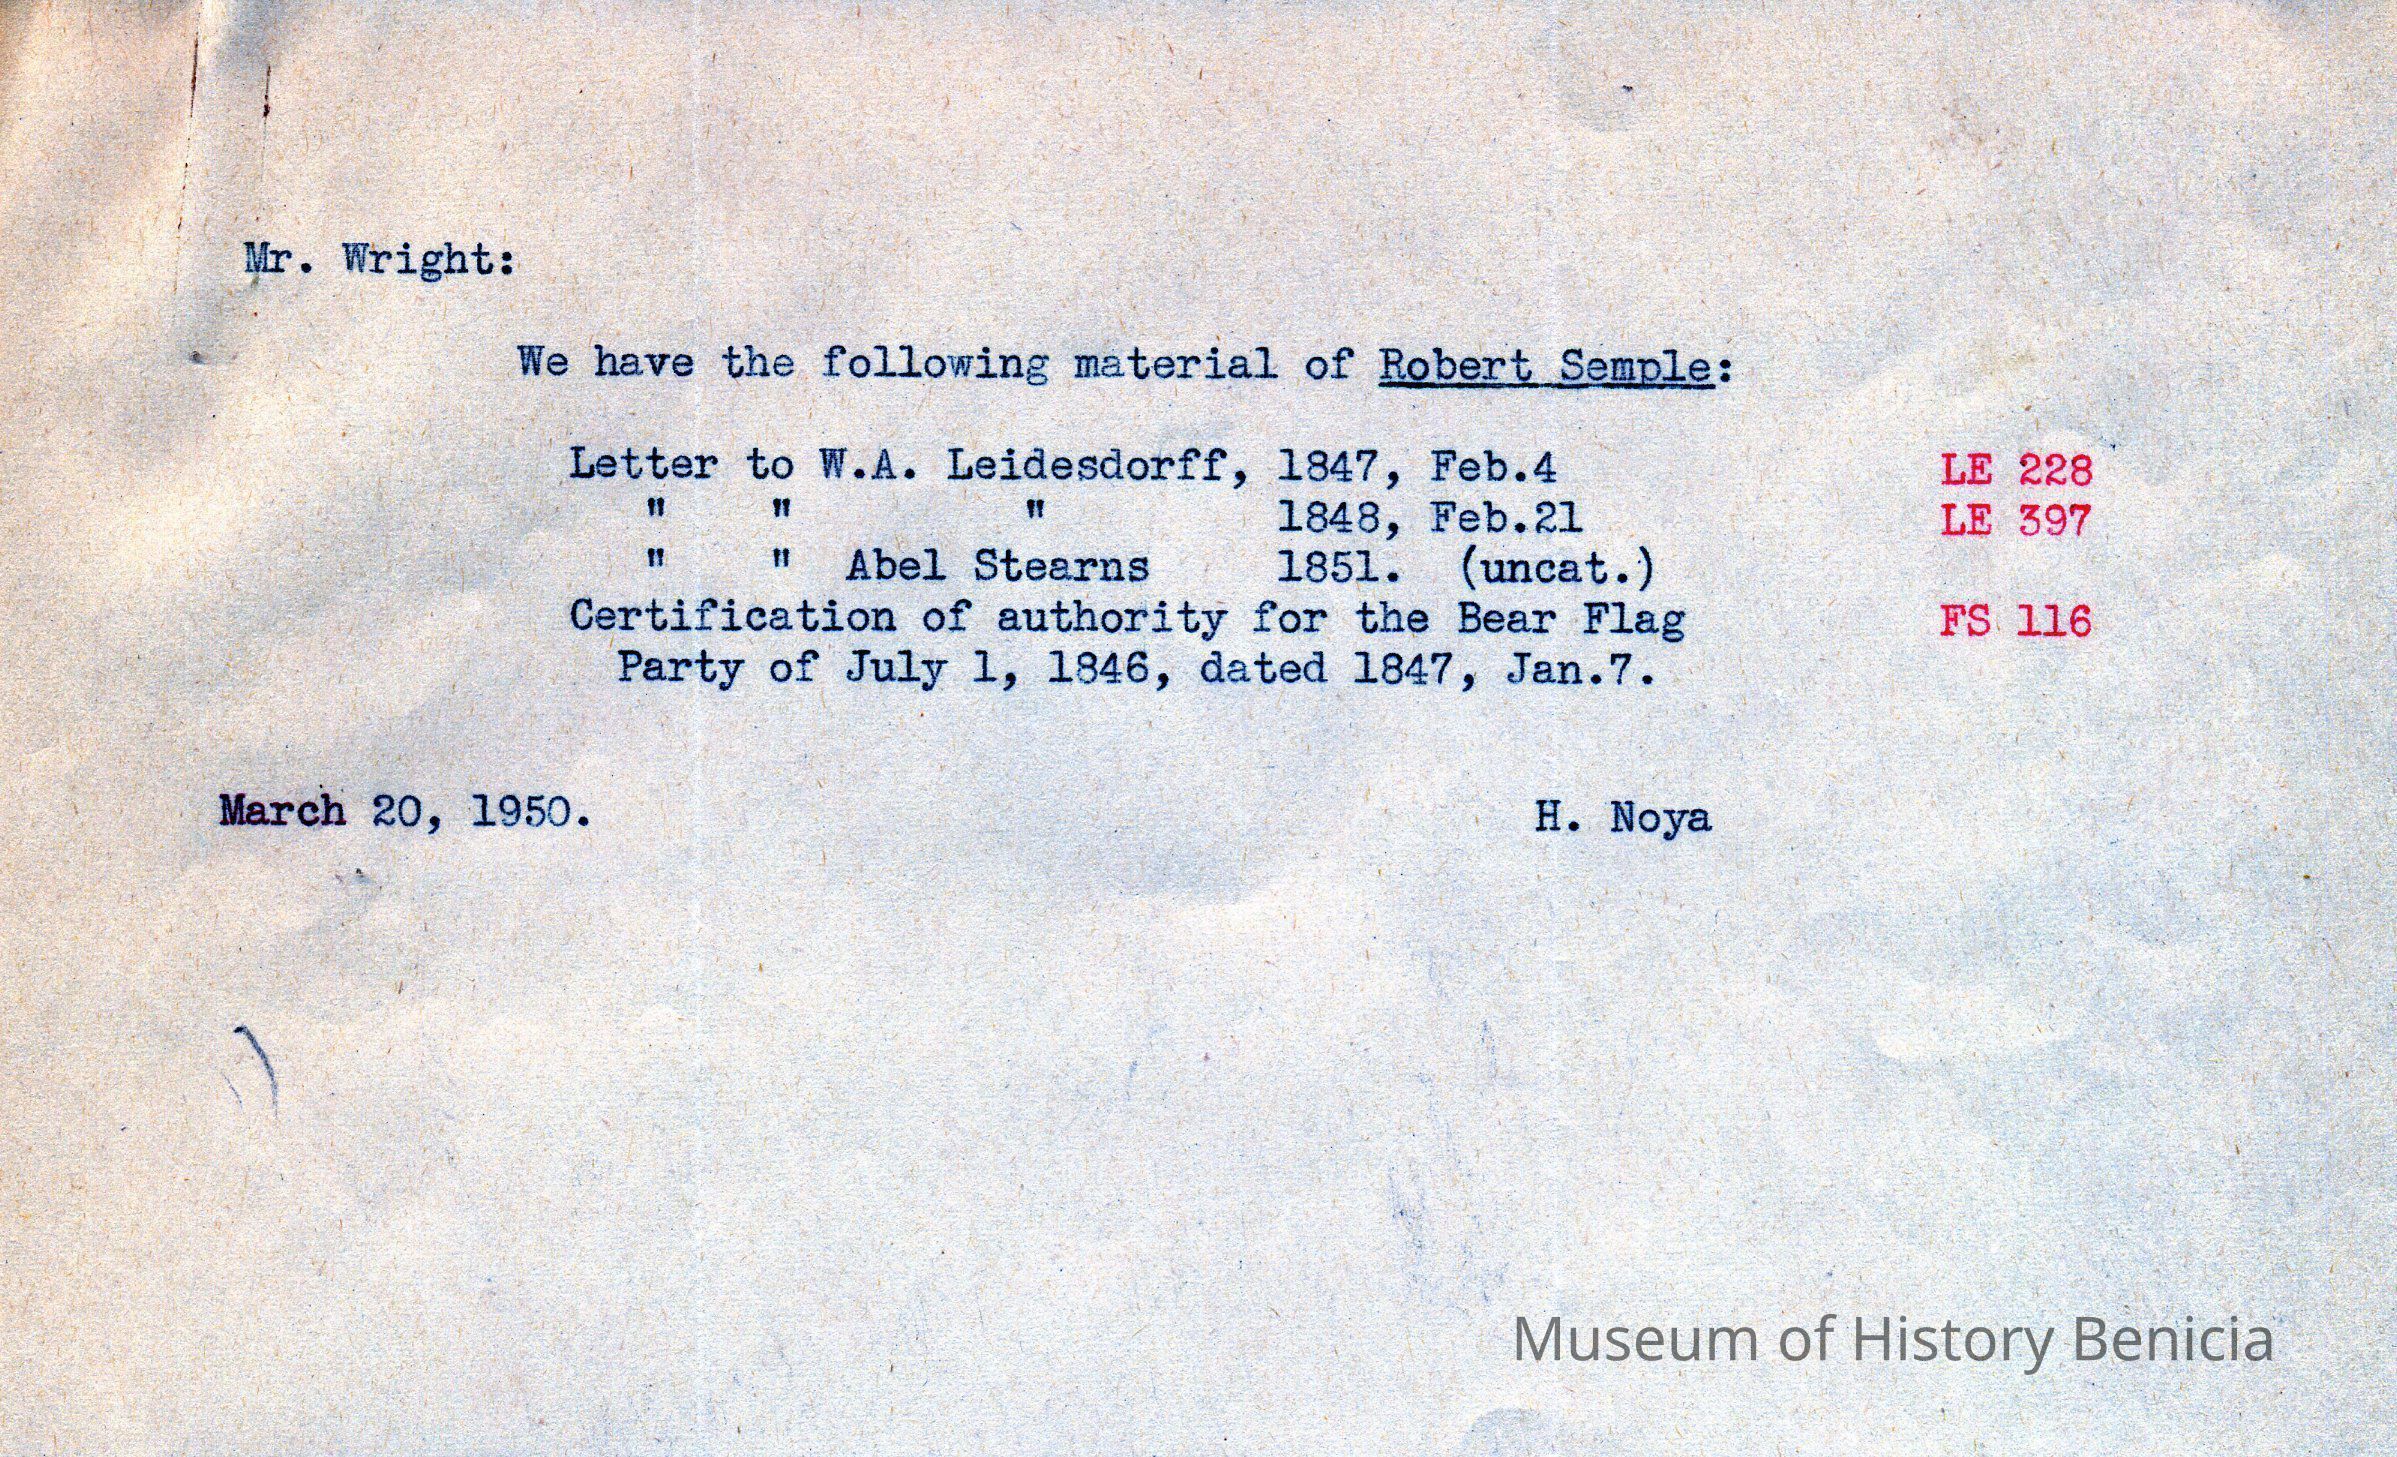 Mr. Wright:
We have the following material of Robert Semple:
Letter to W.A. Leidesdorff, 1847, Feb.4 LE 228
" " " 1848, Feb.21 LE 397
" " Abel Stearns 1851. (uncat.)
Certification of authority for the Bear Flag FS 116
Party of July 1, 1846, dated 1847, Jan.7.
March 20, 1950. H. Noya
Museum of History Benicia